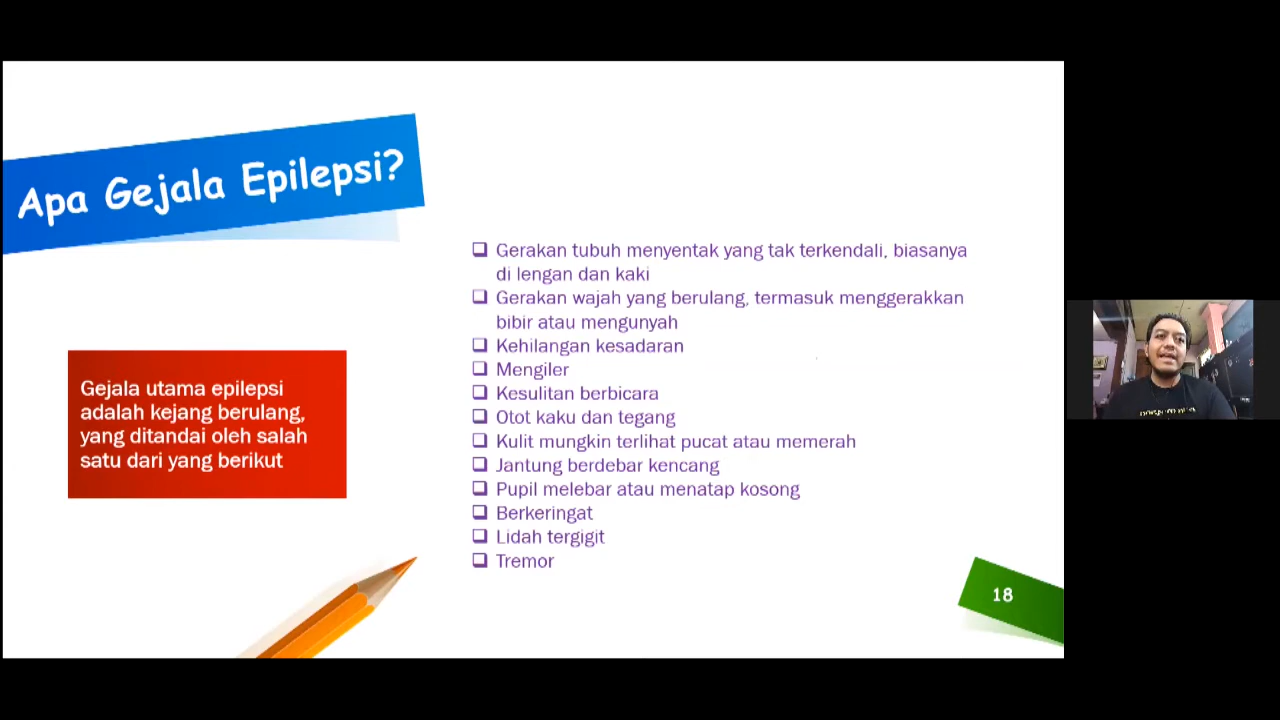 Apa Gejala Epilepsi?
Gejala utama epilepsi
adalah kejang berulang,
yang ditandai oleh salah
satu dari yang berikut
Gerakan tubuh menyentak yang tak terkendali, biasanya
di lengan dan kaki
Gerakan wajah yang berulang, termasuk menggerakkan
bibir atau mengunyah
Kehilangan kesadaran
Mengiler
Kesulitan berbicara
Otot kaku dan tegang
Kulit mungkin terlihat pucat atau memerah
Jantung berdebar kencang
Pupil melebar atau menatap kosong
Berkeringat
Lidah tergigit
Tremor
18